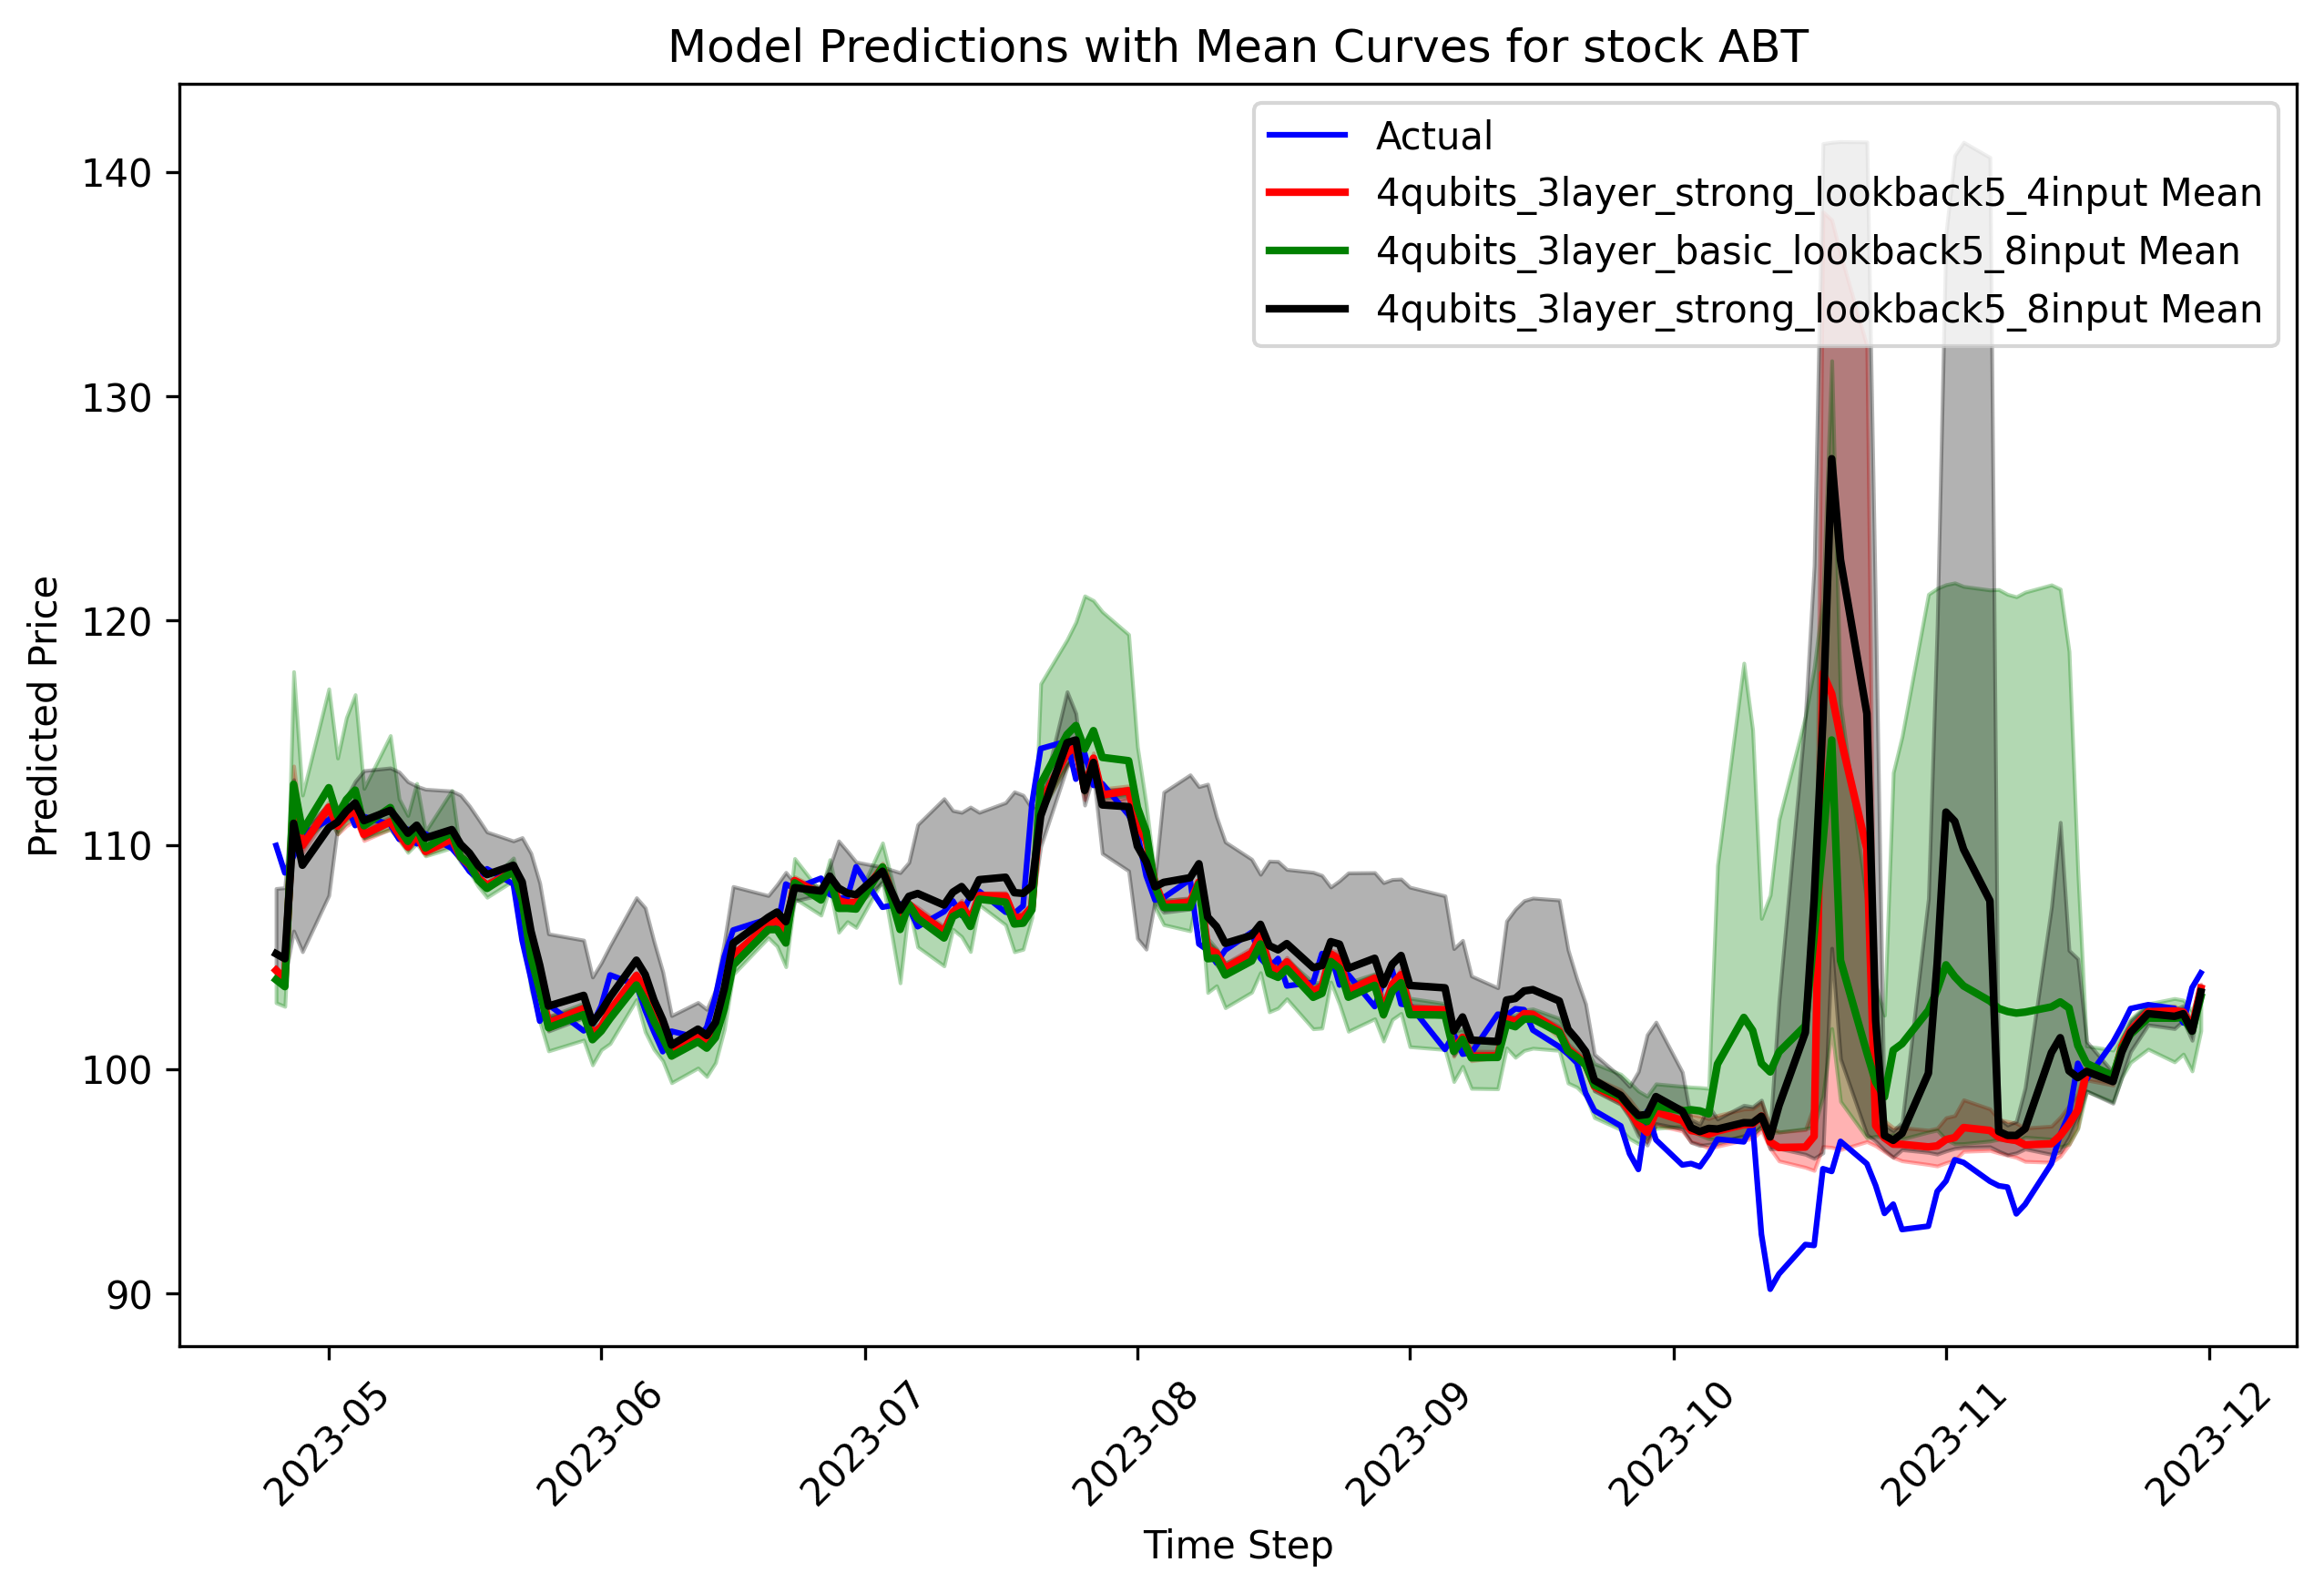 Model Predictions with Mean Curves for stock ABT
Actual
4qubits_3layer_strong_lookback5_4input Mean
4qubits_3layer_basic_lookback5_8input Mean
4qubits_3layer_strong_lookback5_8input Mean
Predicted Price
140
130
120
110
100
90
2023-05
2023-06
2023-07
2023-08
2023-09
2023-10
2023-11
2023-12
Time Step